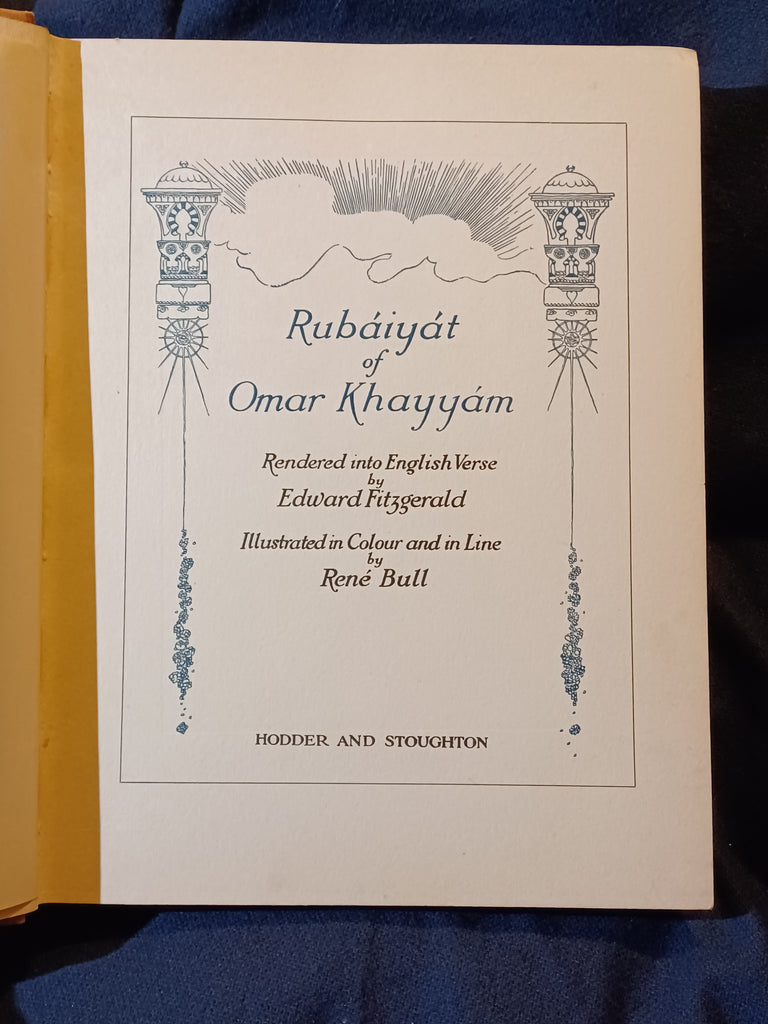 Rubáiyát
of
Omar Khayyám
Rendered into English Verse
by
Edward Fitzgerald
Illustrated in Colour and in Line
by
René Bull
HODDER AND STOUGHTON